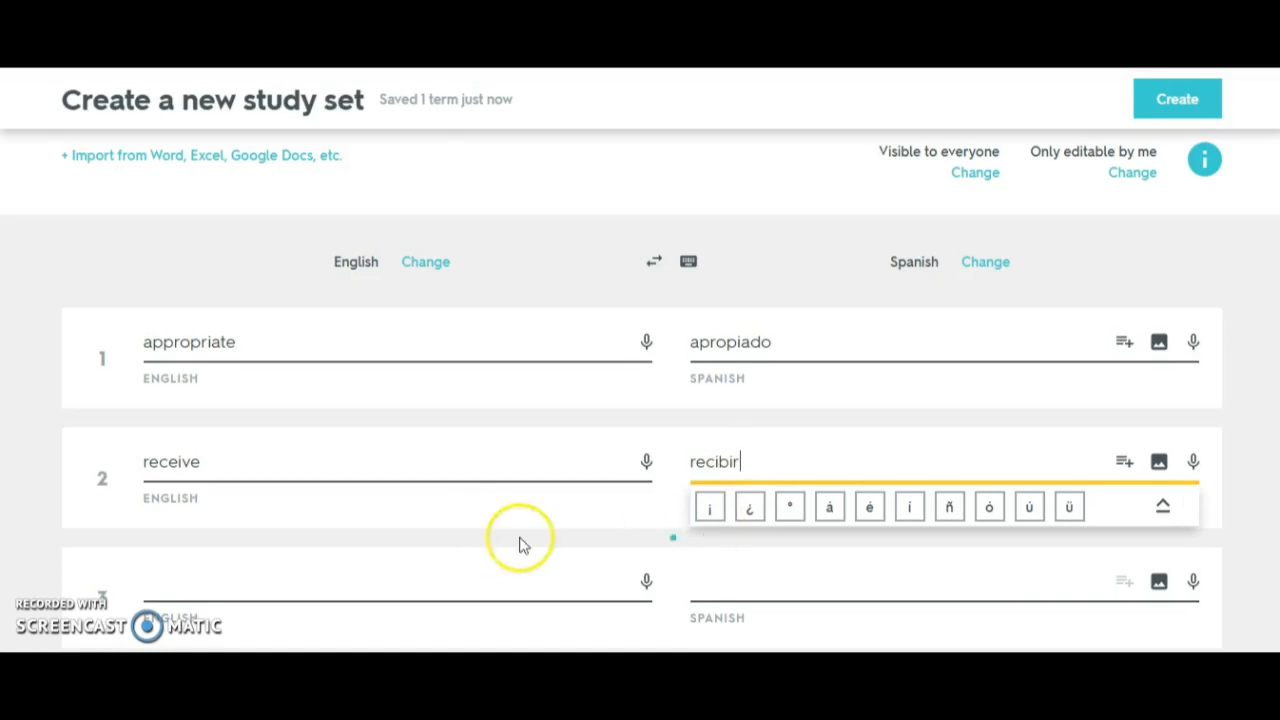 Create a new study set Saved 1 term just now Create
+ Import from Word, Excel, Google Docs, etc. Visible to everyone Only editable by me
Change Change
English Change Spanish Change
1 appropriate apropiado
ENGLISH SPANISH
2 receive recibir
ENGLISH ¡ ¿ ° á é í ñ ó ú ü
3
ENGLISH SPANISH
RECORDED WITH
SCREENCAST MATIC